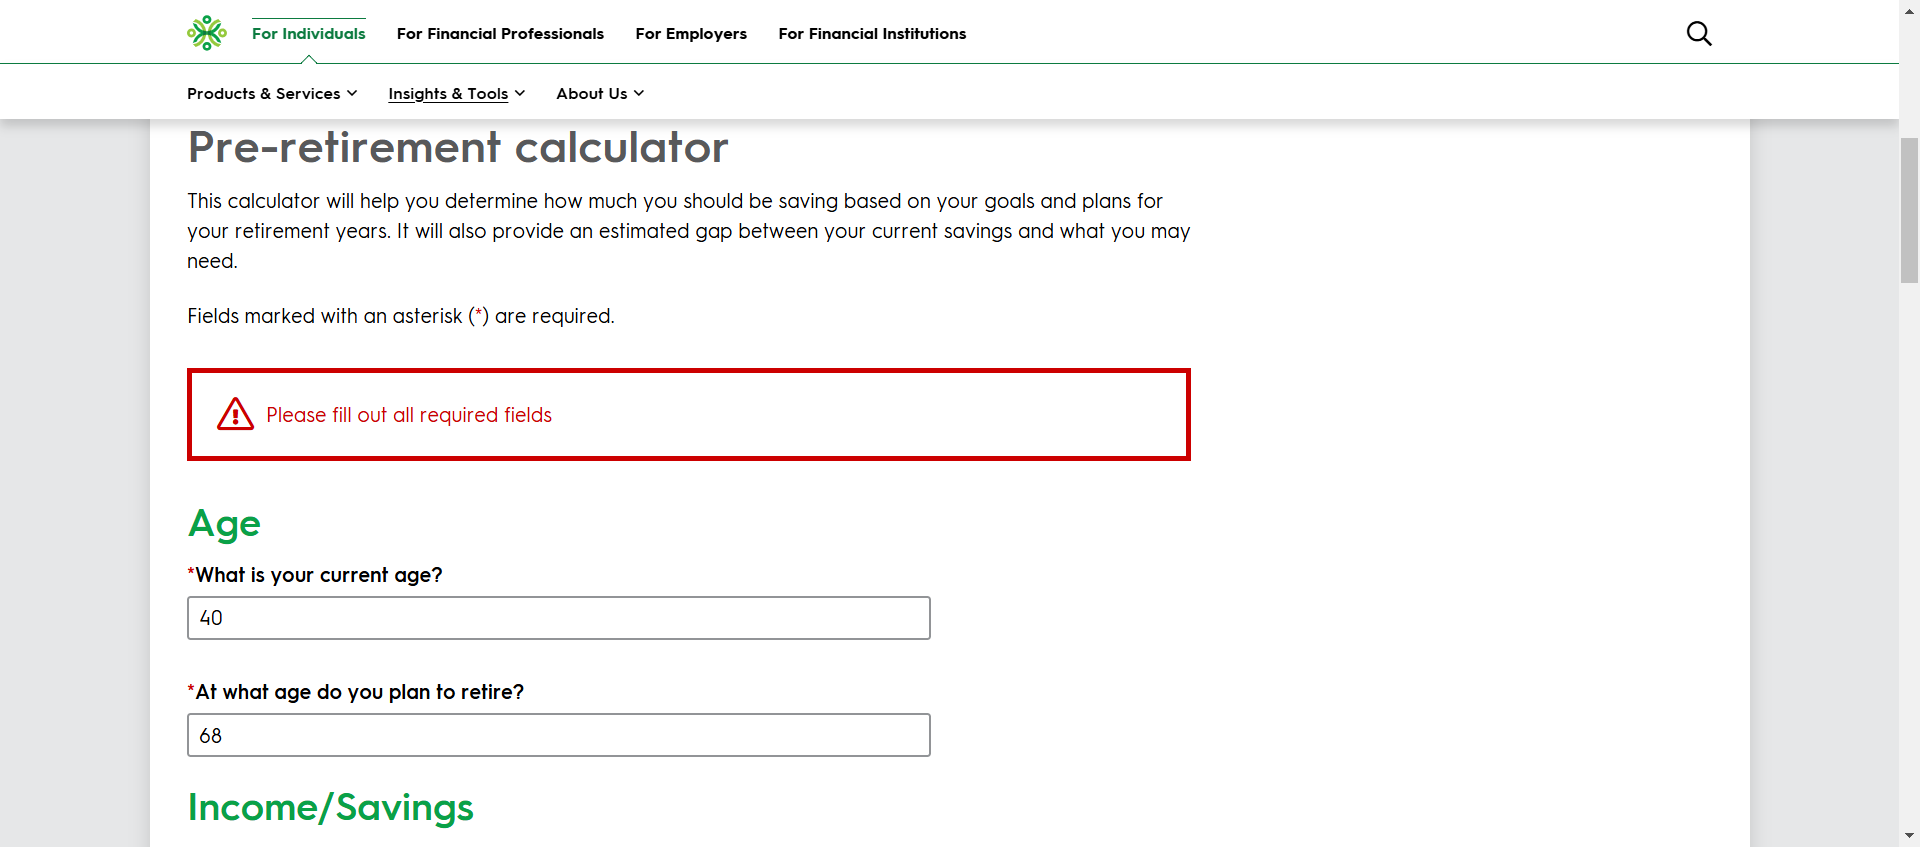 For Individuals For Financial Professionals For Employers For Financial Institutions
Products & Services Insights & Tools About Us
Pre-retirement calculator
This calculator will help you determine how much you should be saving based on your goals and plans for
your retirement years. It will also provide an estimated gap between your current savings and what you may
need.
Fields marked with an asterisk (*) are required.
Please fill out all required fields
Age
*What is your current age?
40
*At what age do you plan to retire?
68
Income/Savings